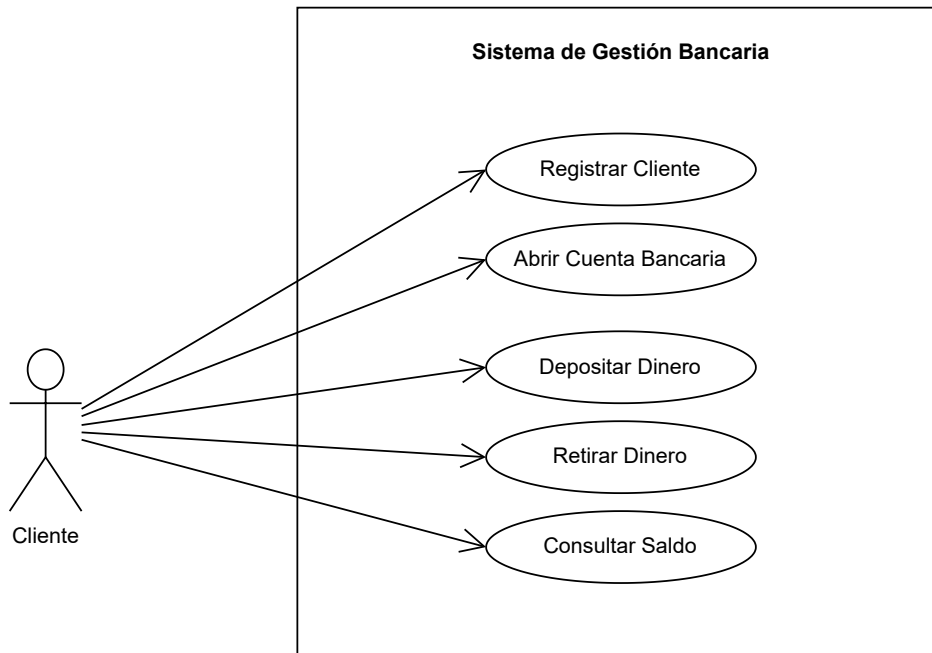 Sistema de Gestión Bancaria
Registrar Cliente
Abrir Cuenta Bancaria
Depositar Dinero
Retirar Dinero
Consultar Saldo
Cliente